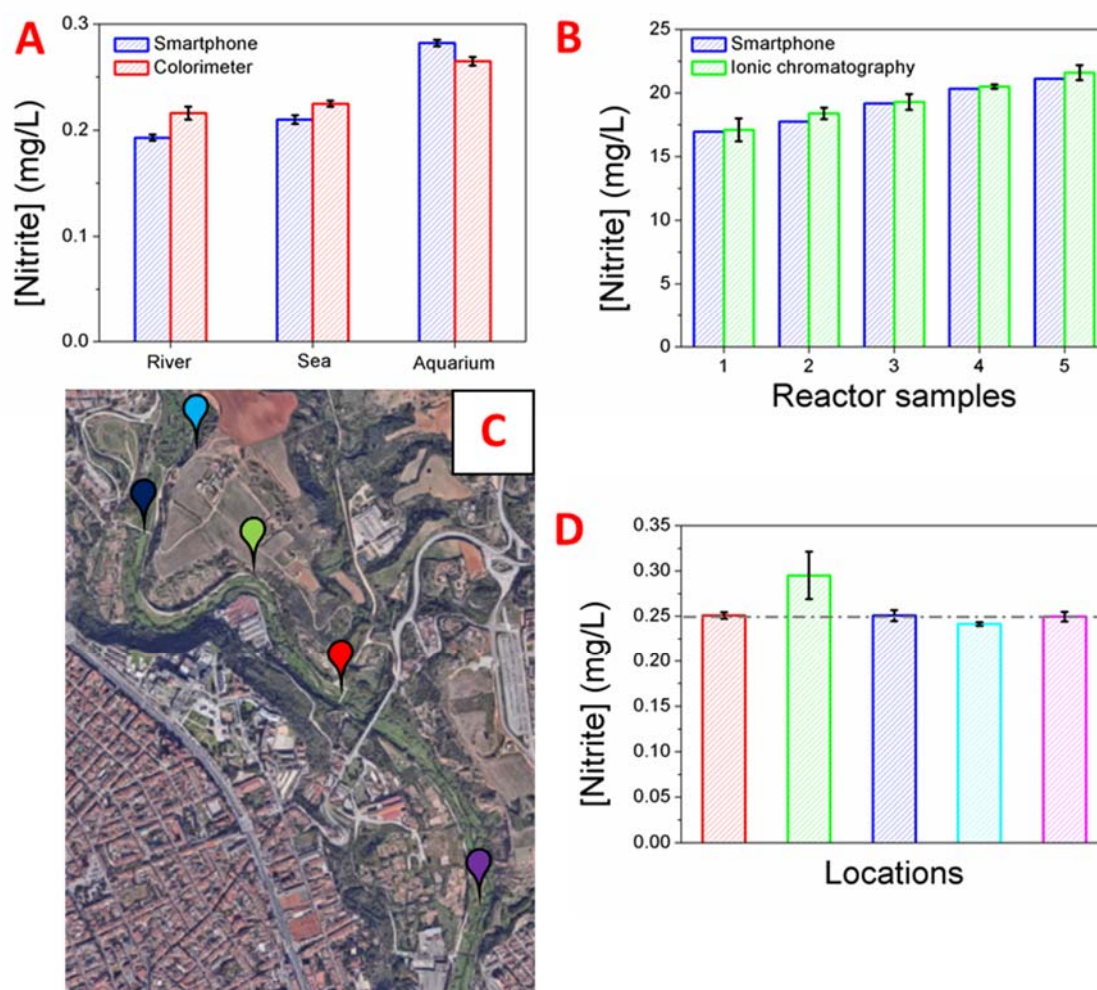 A
[Nitrite] (mg/L)
0.3
0.2
0.1
0.0
Smartphone
Colorimeter
River Sea Aquarium
B
[Nitrite] (mg/L)
25
20
15
10
5
0
Smartphone
Ionic chromatography
1 2 3 4 5
Reactor samples
C
D
[Nitrite] (mg/L)
0.35
0.30
0.25
0.20
0.15
0.10
0.05
0.00
Locations